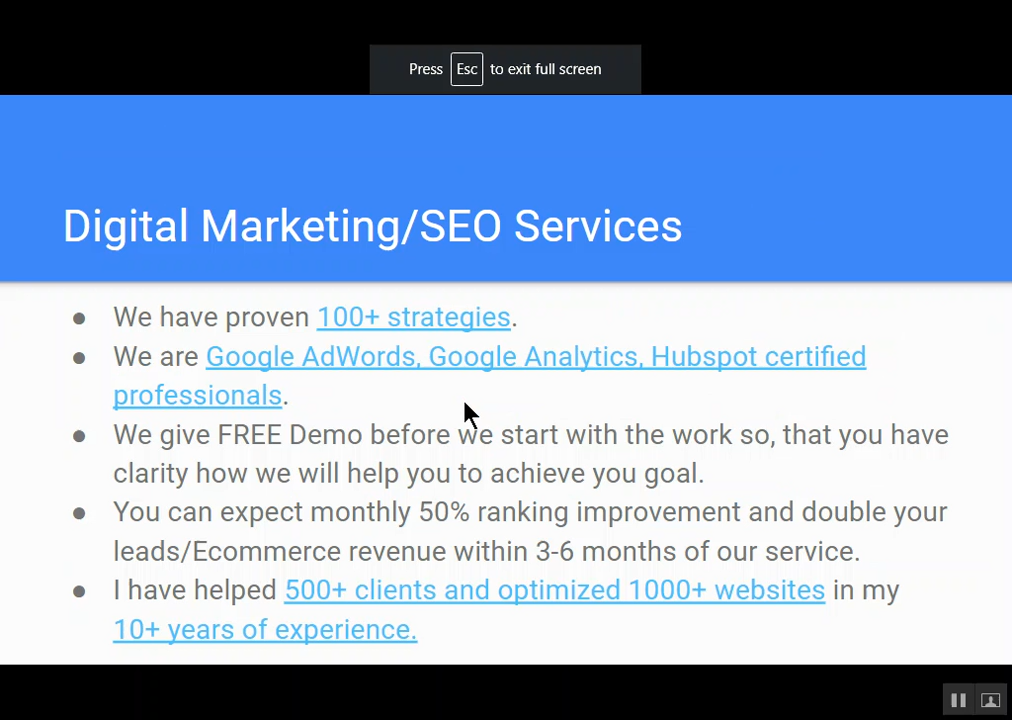 Press Esc to exit full screen
Digital Marketing/SEO Services
● We have proven 100+ strategies.
● We are Google AdWords, Google Analytics, Hubspot certified
professionals.
● We give FREE Demo before we start with the work so, that you have
clarity how we will help you to achieve you goal.
● You can expect monthly 50% ranking improvement and double your
leads/Ecommerce revenue within 3-6 months of our service.
● I have helped 500+ clients and optimized 1000+ websites in my
10+ years of experience.